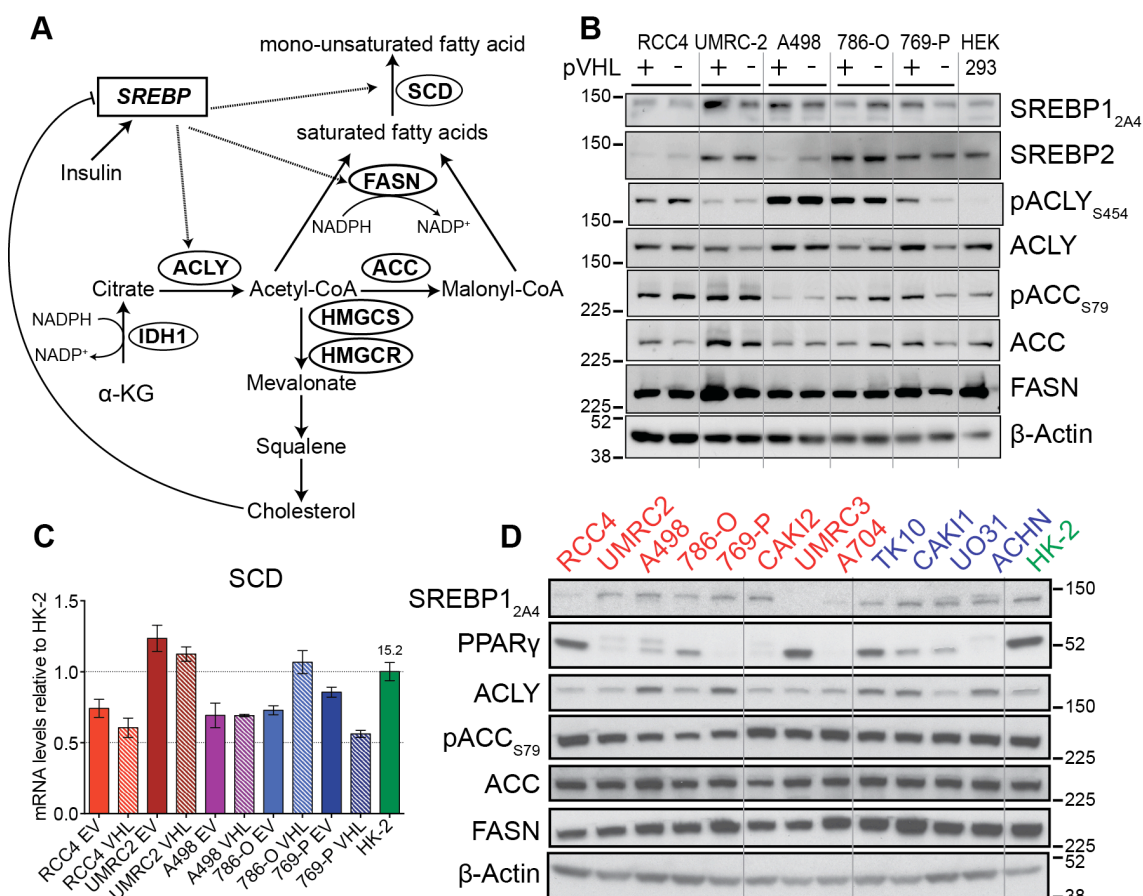 A
mono-unsaturated fatty acid
SREBP
SCD
saturated fatty acids
Insulin
FASN
NADPH
NADP+
ACLY
ACC
Citrate
Acetyl-CoA
Malonyl-CoA
NADPH
IDH1
NADP+
HMGCS
HMGCR
α-KG
Mevalonate
Squalene
Cholesterol
B
RCC4 UMRC-2 A498 786-O 769-P HEK
pVHL + - + - + - + - + - 293
150 SREBP12A4
150 SREBP2
150 pACLYS454
150 ACLY
225 pACCS79
225 ACC
225 FASN
52 β-Actin
38
C
SCD
mRNA levels relative to HK-2
1.5
1.0
0.5
0.0
15.2
RCC4 EV
RCC4 VHL
UMRC2 EV
UMRC2 VHL
A498 EV
A498 VHL
786-O EV
786-O VHL
769-P EV
769-P VHL
HK-2
D
RCC4 UMRC2 A498 786-O 769-P CAKI2 UMRC3 A704 TK10 CAKI1 UO31 ACHN HK-2
SREBP12A4 150
PPARγ 52
ACLY 150
pACCS79 225
ACC 225
FASN 225
β-Actin 52
38